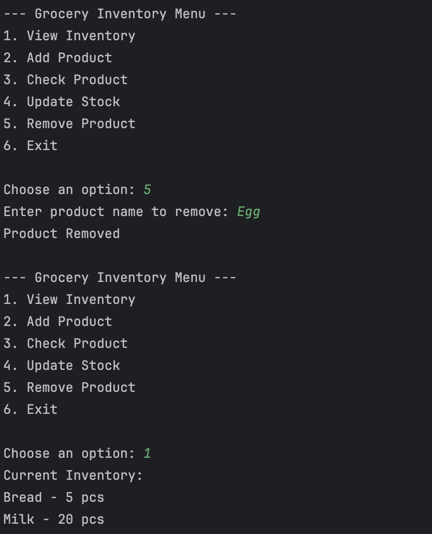 --- Grocery Inventory Menu ---
1. View Inventory
2. Add Product
3. Check Product
4. Update Stock
5. Remove Product
6. Exit
Choose an option: 5
Enter product name to remove: Egg
Product Removed
--- Grocery Inventory Menu ---
1. View Inventory
2. Add Product
3. Check Product
4. Update Stock
5. Remove Product
6. Exit
Choose an option: 1
Current Inventory:
Bread - 5 pcs
Milk - 20 pcs